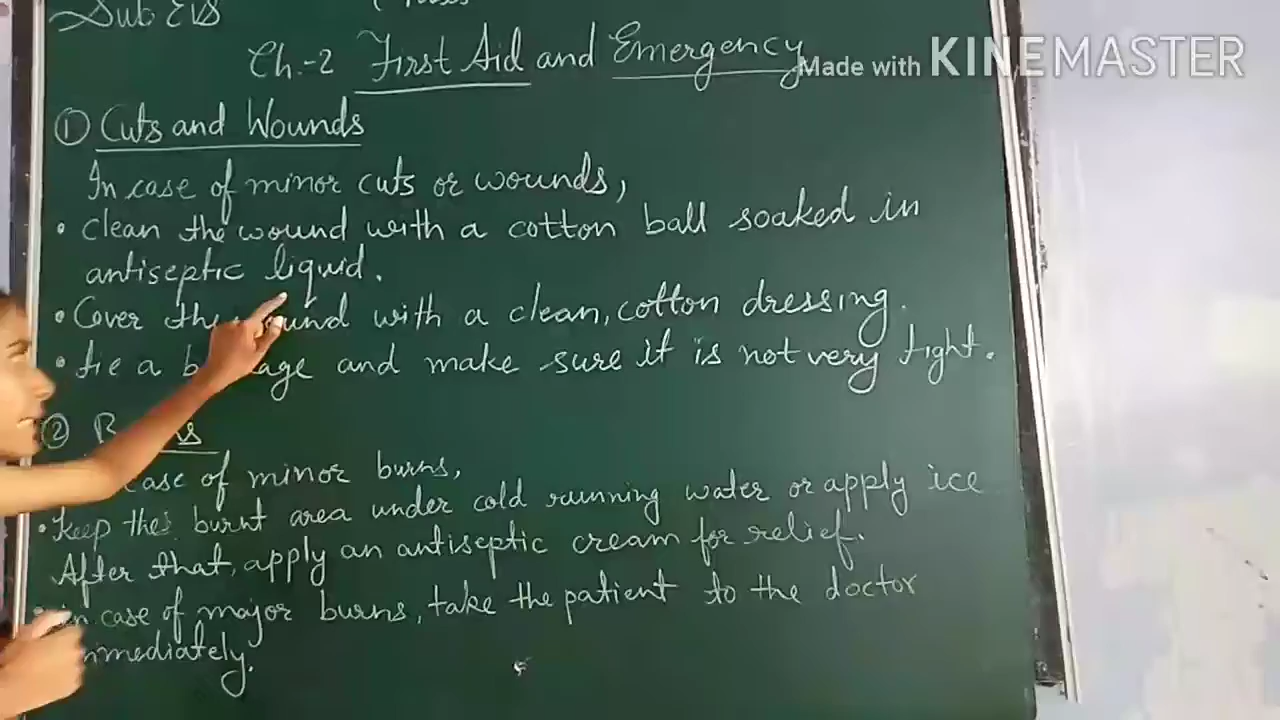 Sub EVS
Ch.-2 First Aid and Emergency
Made with KINEMASTER
① Cuts and Wounds
In case of minor cuts or wounds,
• clean the wound with a cotton ball soaked in
antiseptic liquid.
• Cover the wound with a clean, cotton dressing.
• tie a and make sure it is not very tight.
②
case of minor burns,
• Keep the burnt area under cold running water or apply ice
After that, apply an antiseptic cream for relief.
• in case of major burns, take the patient to the doctor
immediately.